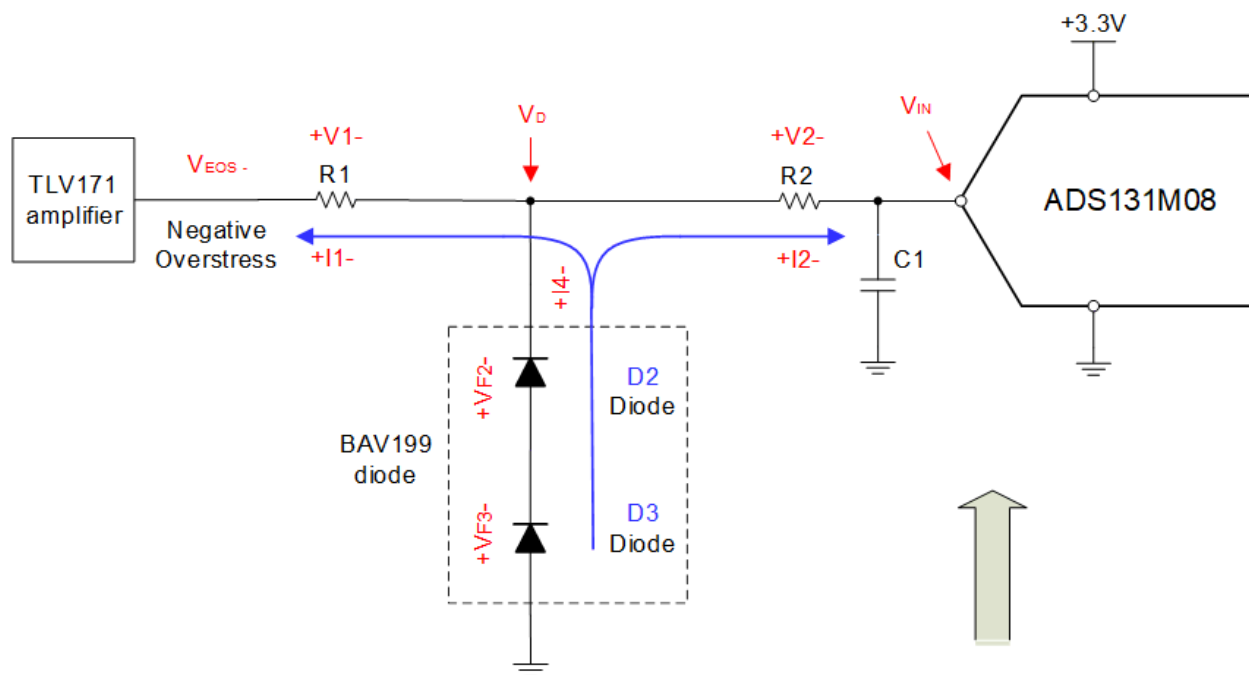 +3.3V
VD
VIN
+V1-
+V2-
TLV171
amplifier
VEOS -
R1
R2
ADS131M08
Negative
Overstress
+I1-
+I4-
+I2-
C1
+VF2-
D2
Diode
BAV199
diode
+VF3-
D3
Diode